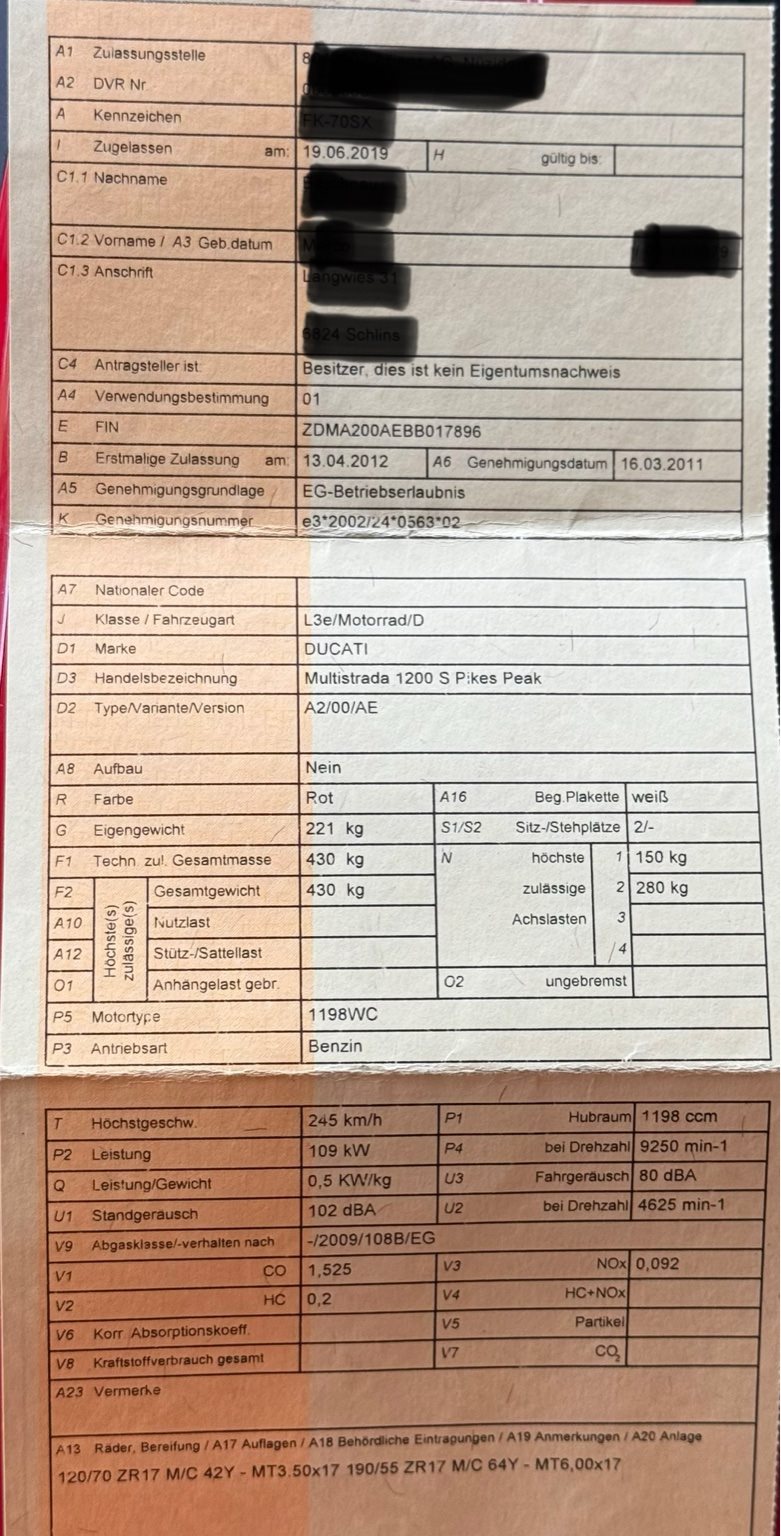 A1 Zulassungsstelle
A2 DVR Nr
A Kennzeichen
I Zugelassen am: 19.06.2019 H gültig bis:
C1.1 Nachname
C1.2 Vorname / A3 Geb.datum
C1.3 Anschrift
C4 Antragsteller ist: Besitzer, dies ist kein Eigentumsnachweis
A4 Verwendungsbestimmung 01
E FIN ZDMA200AEBB017896
B Erstmalige Zulassung am: 13.04.2012 A6 Genehmigungsdatum 16.03.2011
A5 Genehmigungsgrundlage EG-Betriebserlaubnis
K Genehmigungsnummer e3*2002/24*0563*02
A7 Nationaler Code
J Klasse / Fahrzeugart L3e/Motorrad/D
D1 Marke DUCATI
D3 Handelsbezeichnung Multistrada 1200 S Pikes Peak
D2 Type/Variante/Version A2/00/AE
A8 Aufbau Nein
R Farbe Rot A16 Beg.Plakette weiß
G Eigengewicht 221 kg S1/S2 Sitz-/Stehplätze 2/-
F1 Techn. zul. Gesamtmasse 430 kg N höchste 1 150 kg
F2 Höchste(s) zulässige(s) Gesamtgewicht 430 kg zulässige 2 280 kg
A10 Nutzlast Achslasten 3
A12 Stütz-/Sattellast 4
O1 Anhängelast gebr. O2 ungebremst
P5 Motortype 1198WC
P3 Antriebsart Benzin
T Höchstgeschw. 245 km/h P1 Hubraum 1198 ccm
P2 Leistung 109 kW P4 bei Drehzahl 9250 min-1
Q Leistung/Gewicht 0,5 KW/kg U3 Fahrgeräusch 80 dBA
U1 Standgeräusch 102 dBA U2 bei Drehzahl 4625 min-1
V9 Abgasklasse/-verhalten nach -/2009/108B/EG
V1 CO 1,525 V3 NOx 0,092
V2 HC 0,2 V4 HC+NOx
V6 Korr. Absorptionskoeff. V5 Partikel
V8 Kraftstoffverbrauch gesamt V7 CO₂
A23 Vermerke
A13 Räder, Bereifung / A17 Auflagen / A18 Behördliche Eintragungen / A19 Anmerkungen / A20 Anlage
120/70 ZR17 M/C 42Y - MT3.50x17 190/55 ZR17 M/C 64Y - MT6,00x17